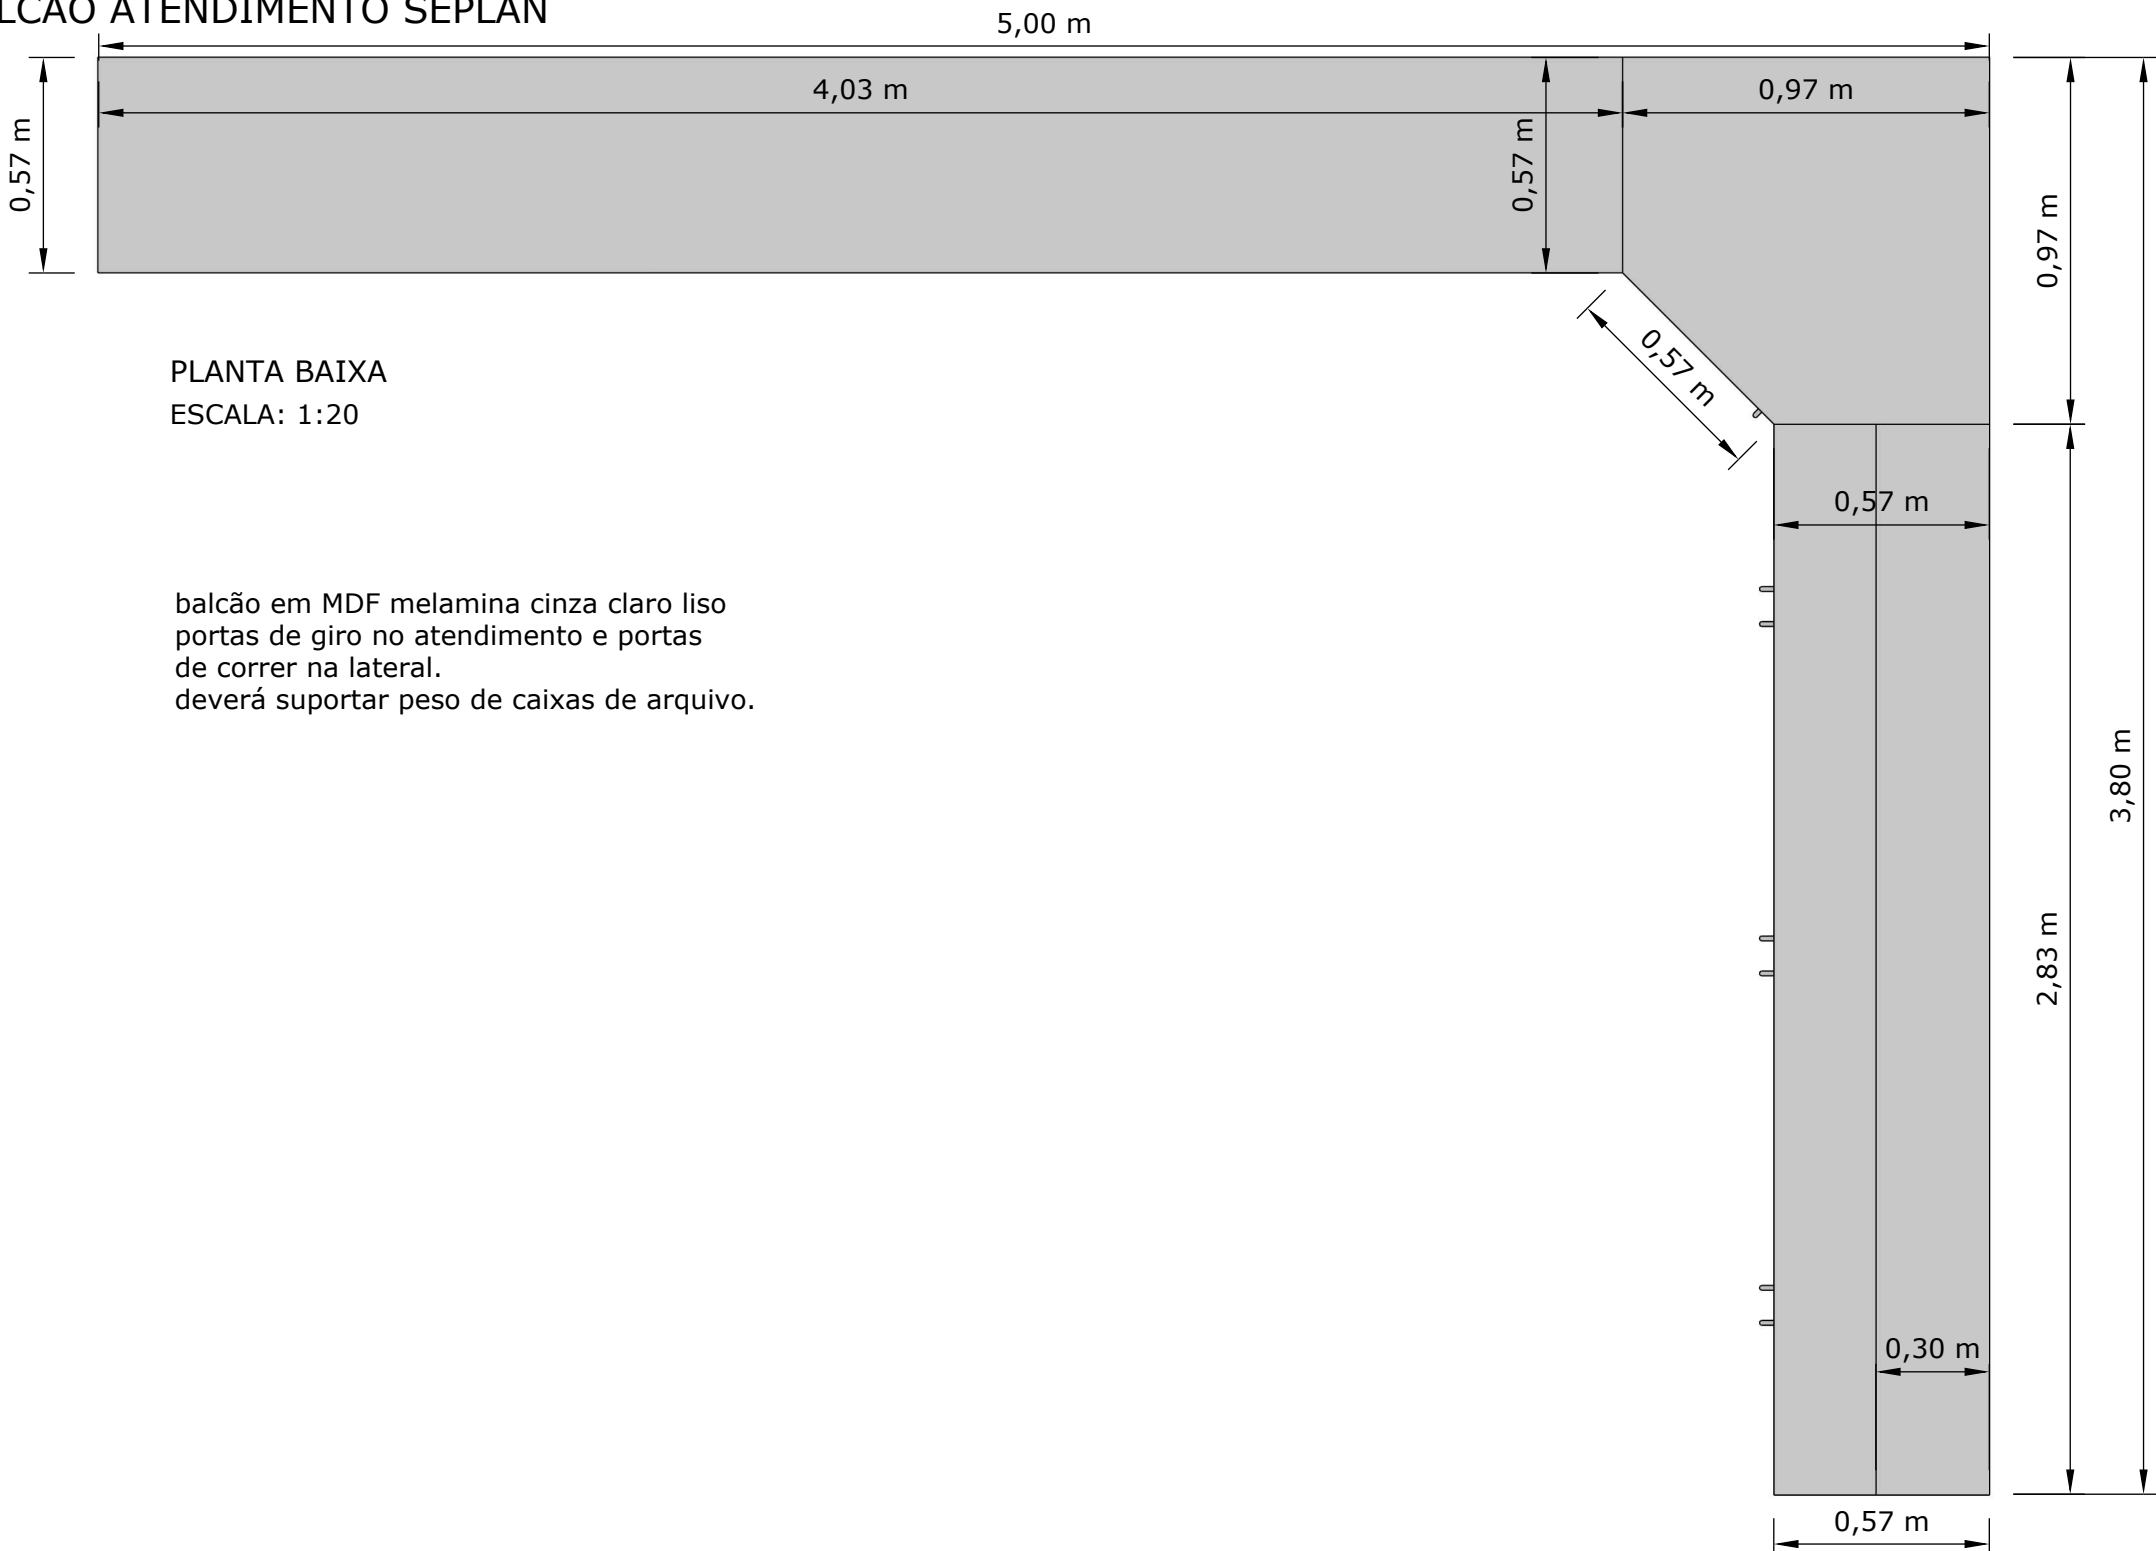 LCÃO ATENDIMENTO SEPLAN
5,00 m
4,03 m
0,97 m
0,57 m
0,57 m
0,97 m
0,57 m
PLANTA BAIXA
ESCALA: 1:20
0,57 m
balcão em MDF melamina cinza claro liso
portas de giro no atendimento e portas
de correr na lateral.
deverá suportar peso de caixas de arquivo.
3,80 m
2,83 m
0,30 m
0,57 m